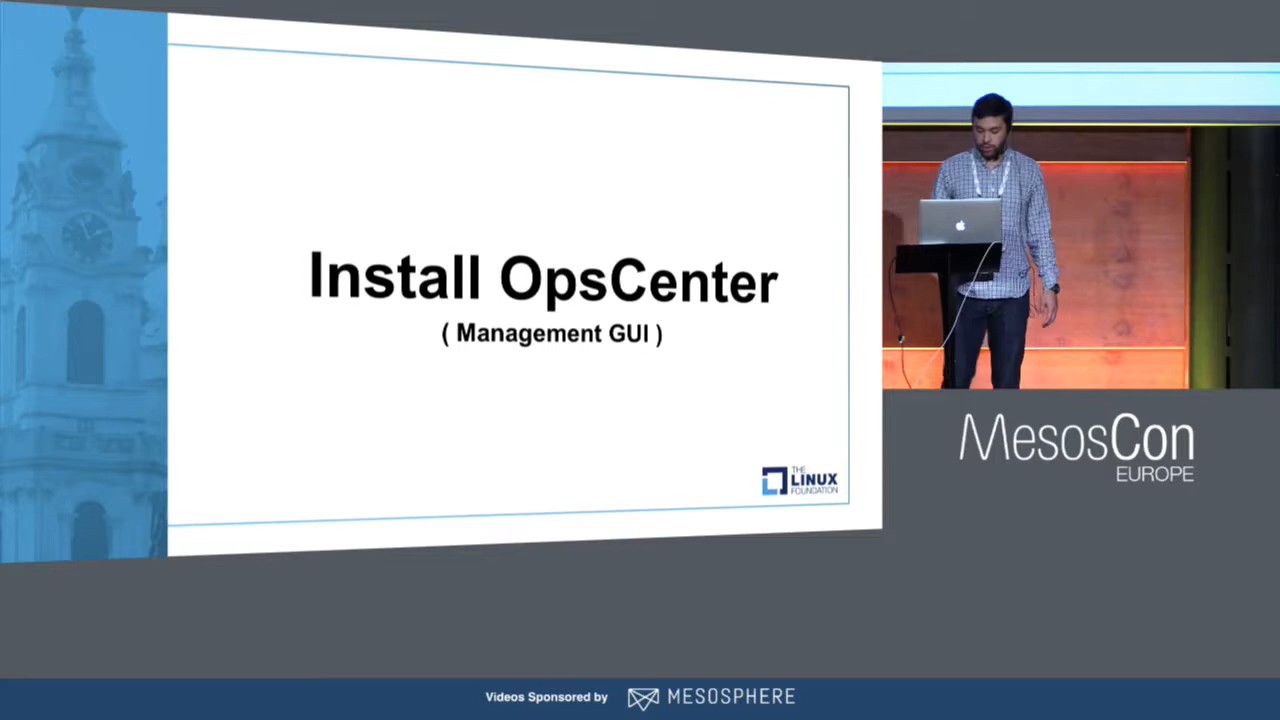 Install OpsCenter
( Management GUI )
THE
LINUX
FOUNDATION
MesosCon
EUROPE
Videos Sponsored by MESOSPHERE